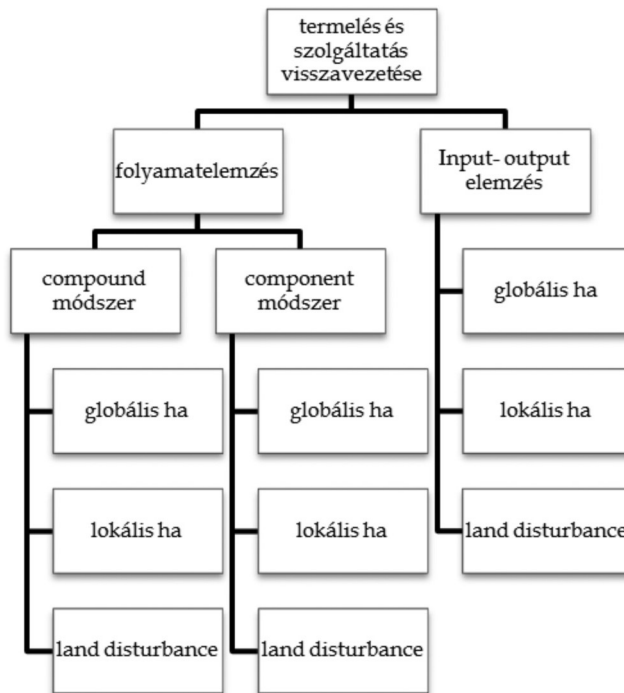 termelés és
szolgáltatás
visszavezetése
folyamatelemzés
Input- output
elemzés
compound
módszer
component
módszer
globális ha
lokális ha
land disturbance
globális ha
lokális ha
land disturbance
globális ha
lokális ha
land disturbance